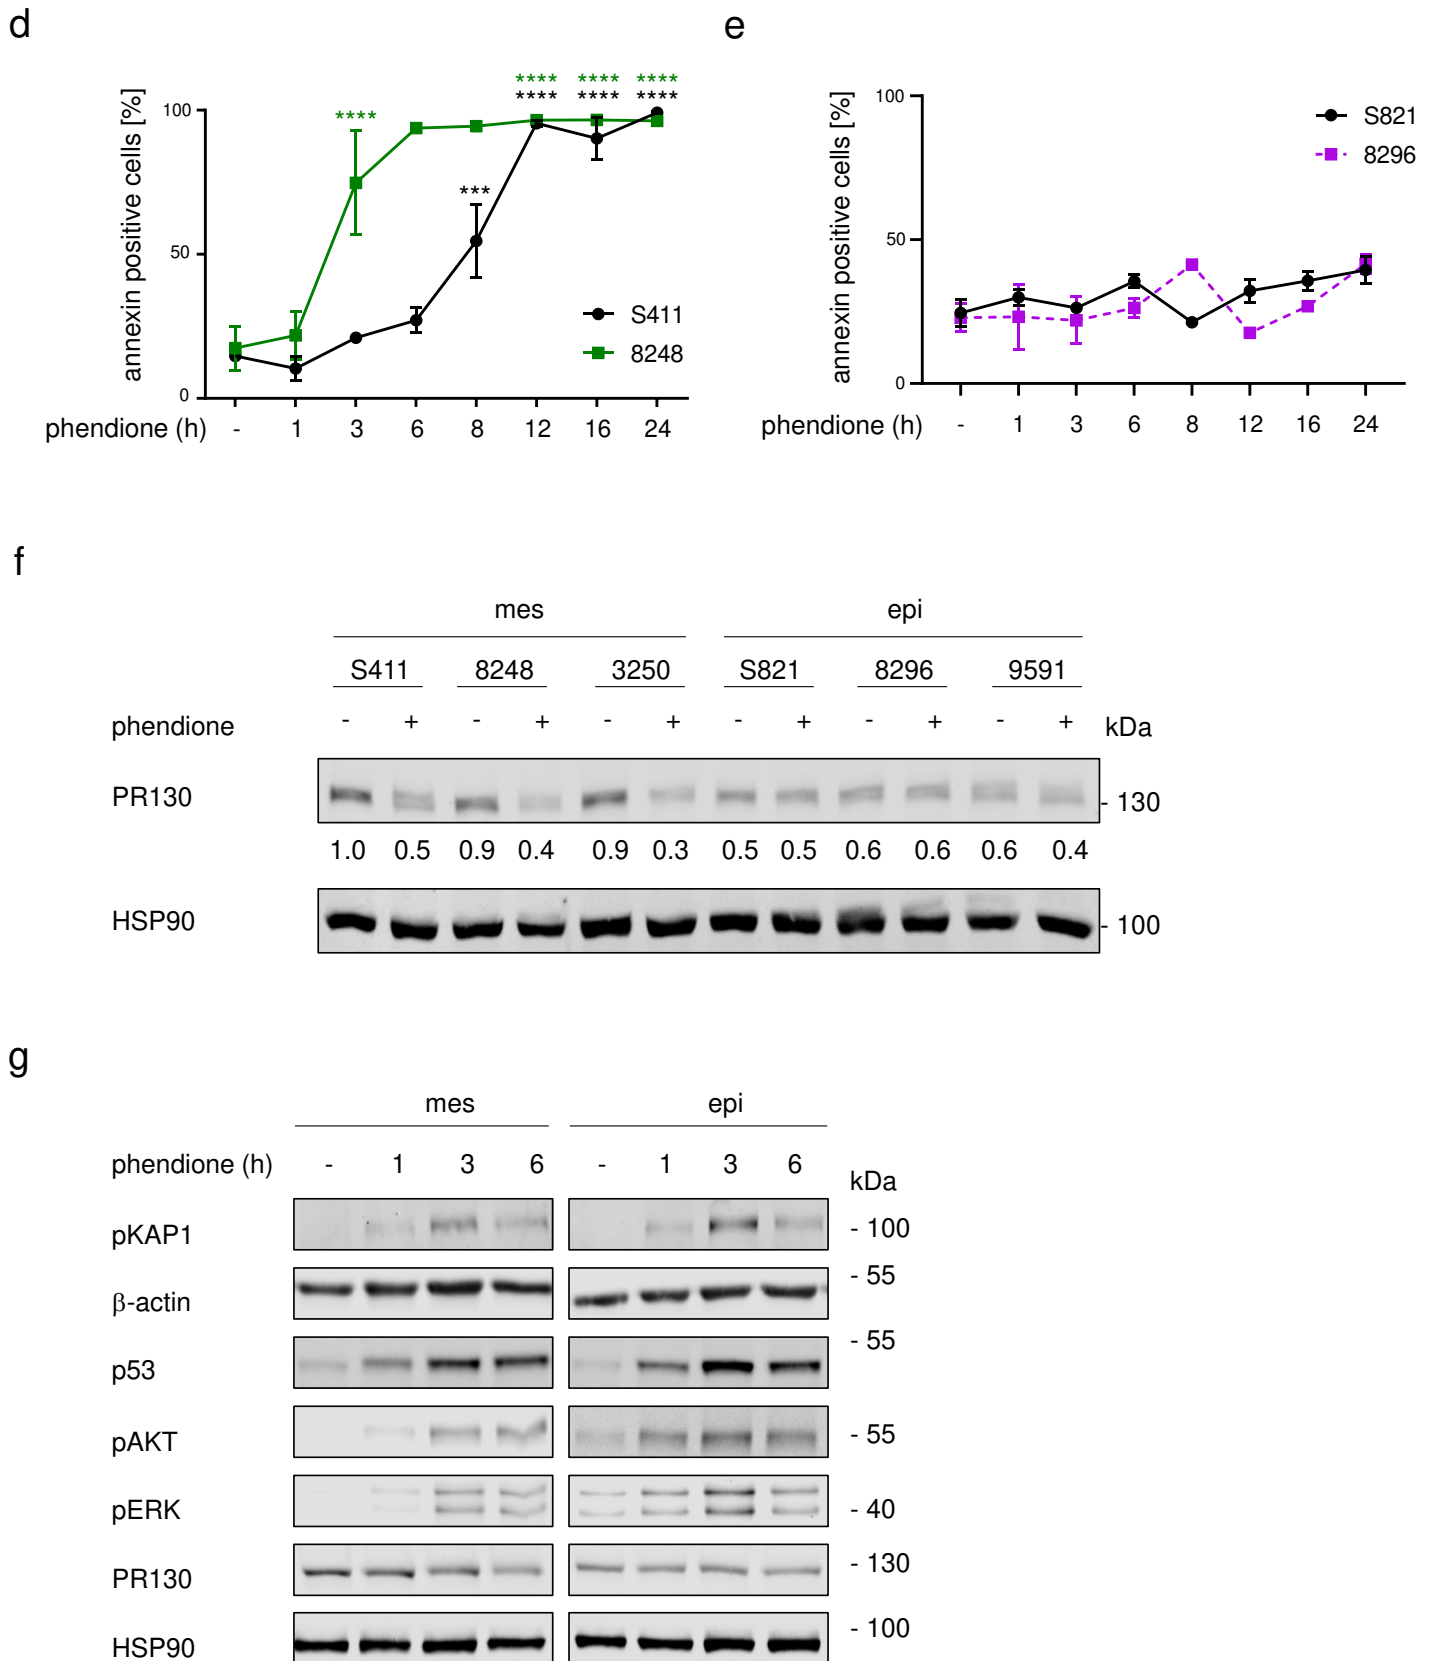 d
annexin positive cells [%]
100
50
0
****
***
**** **** ****
**** **** ****
S411
8248
phendione (h) - 1 3 6 8 12 16 24
e
annexin positive cells [%]
100
50
0
S821
8296
phendione (h) - 1 3 6 8 12 16 24
f
mes epi
S411 8248 3250 S821 8296 9591
phendione - + - + - + - + - + - + kDa
PR130 - 130
1.0 0.5 0.9 0.4 0.9 0.3 0.5 0.5 0.6 0.6 0.6 0.4
HSP90 - 100
g
mes epi
phendione (h) - 1 3 6 - 1 3 6
kDa
pKAP1 - 100
β-actin - 55
p53 - 55
pAKT - 55
pERK - 40
PR130 - 130
HSP90 - 100